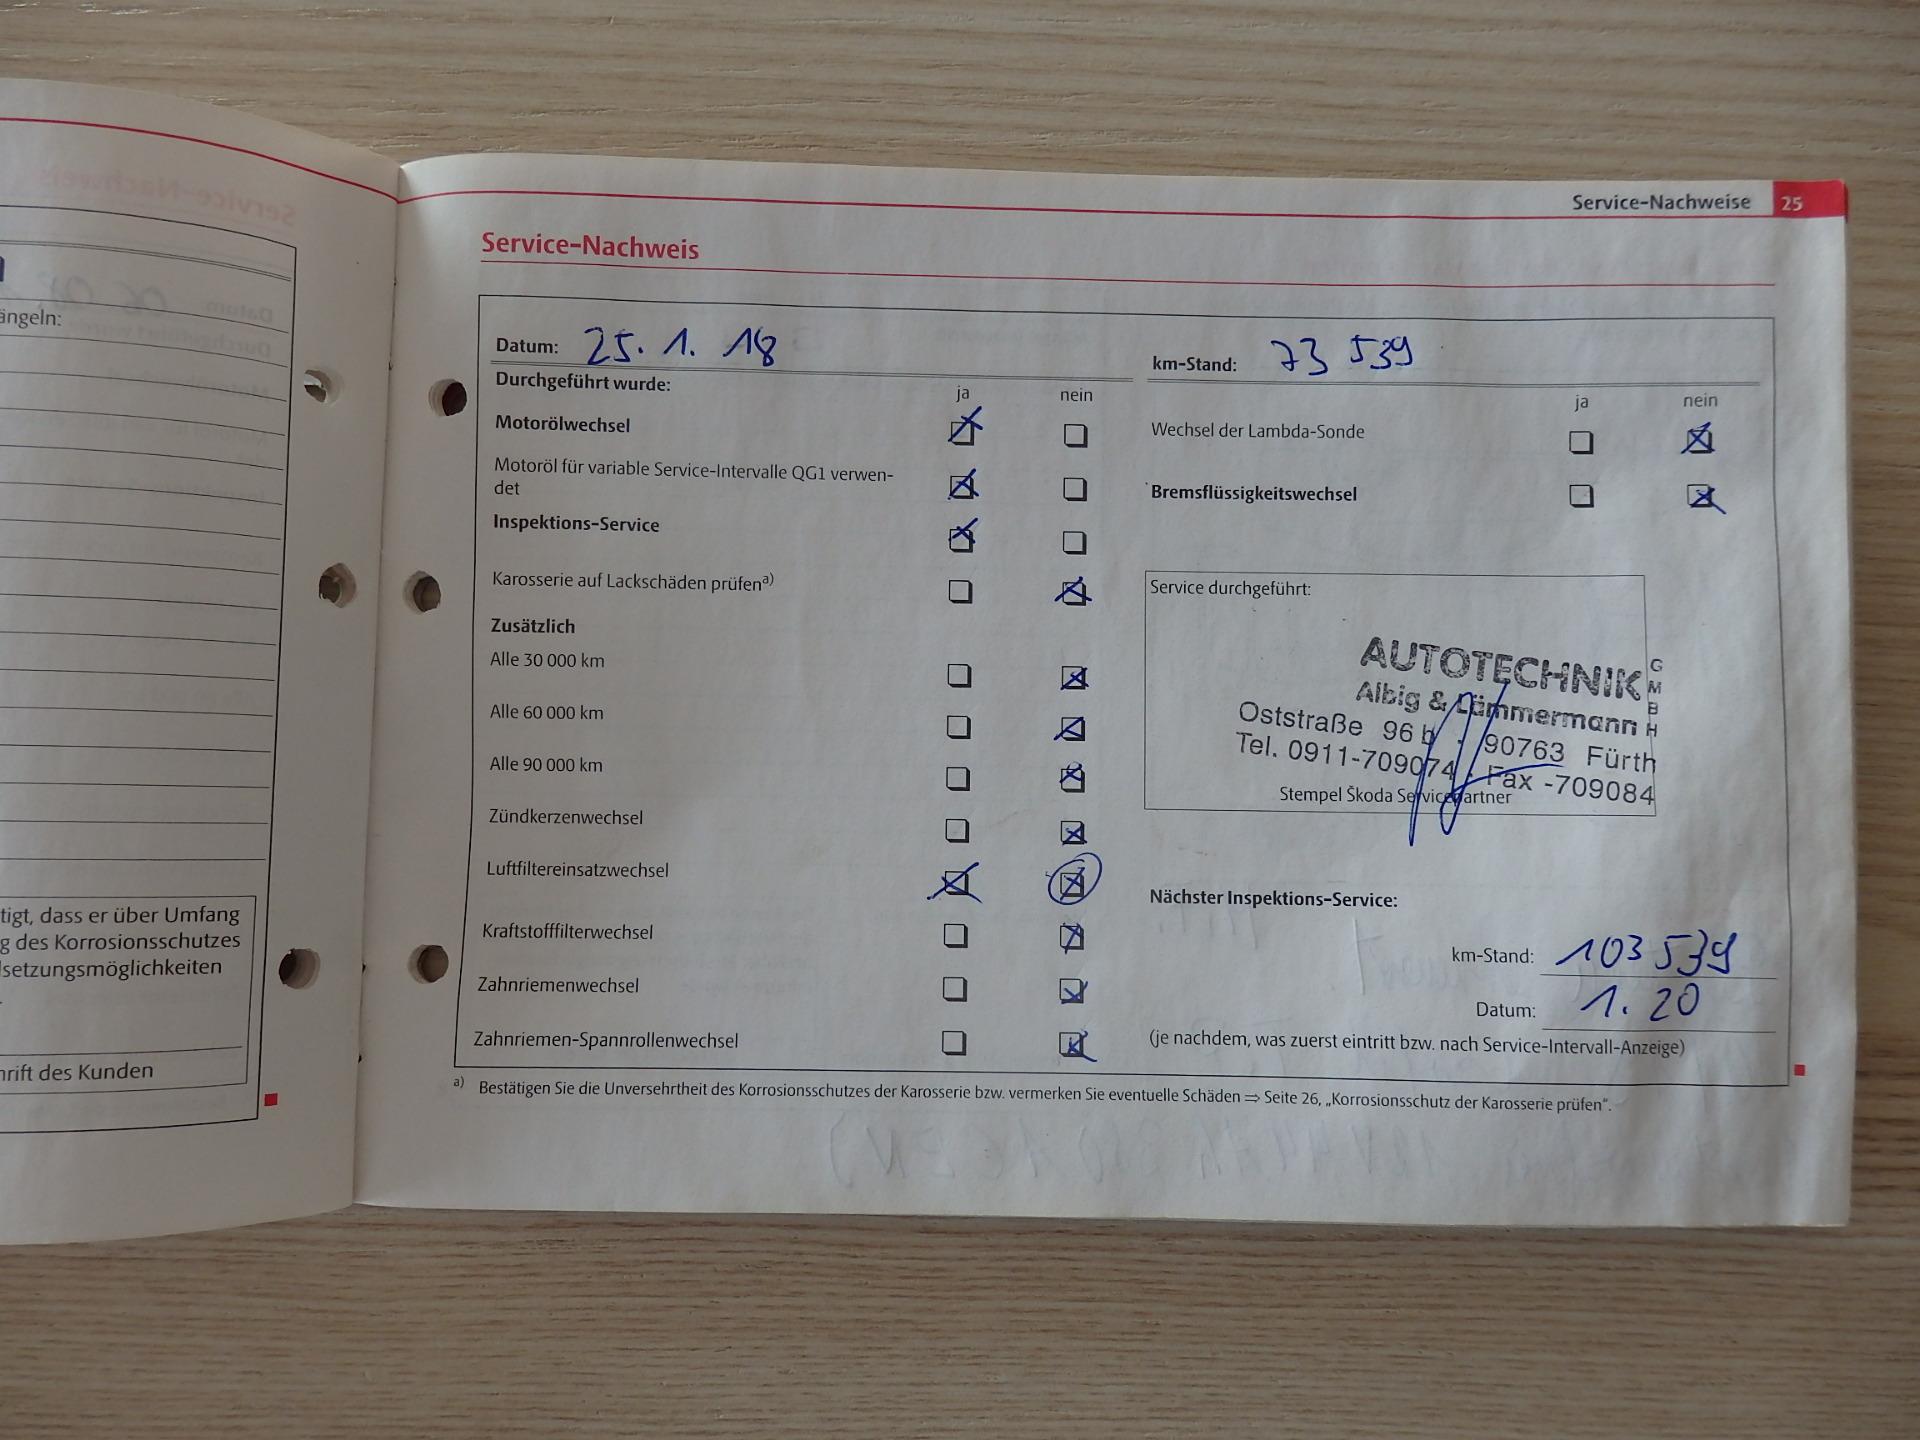 ängeln:
tigt, dass er über Umfang
g des Korrosionsschutzes
setzungsmöglichkeiten
hrift des Kunden
Service-Nachweise 25
Service-Nachweis
Datum: 25. 1. 18
Durchgeführt wurde:
ja nein
Motorölwechsel
Motoröl für variable Service-Intervalle QG1 verwen-
det
Inspektions-Service
Karosserie auf Lackschäden prüfen a)
Zusätzlich
Alle 30 000 km
Alle 60 000 km
Alle 90 000 km
Zündkerzenwechsel
Luftfiltereinsatzwechsel
Kraftstofffilterwechsel
Zahnriemenwechsel
Zahnriemen-Spannrollenwechsel
km-Stand: 73 539
ja nein
Wechsel der Lambda-Sonde
Bremsflüssigkeitswechsel
Service durchgeführt:
AUTOTECHNIK GMBH
Albig & Lämmermann
Oststraße 96 b · 90763 Fürth
Tel. 0911-709074 · Fax -709084
Stempel Škoda Servicepartner
Nächster Inspektions-Service:
km-Stand: 103 539
Datum: 1. 20
(je nachdem, was zuerst eintritt bzw. nach Service-Intervall-Anzeige)
a) Bestätigen Sie die Unversehrtheit des Korrosionsschutzes der Karosserie bzw. vermerken Sie eventuelle Schäden ⇒ Seite 26, „Korrosionsschutz der Karosserie prüfen“.